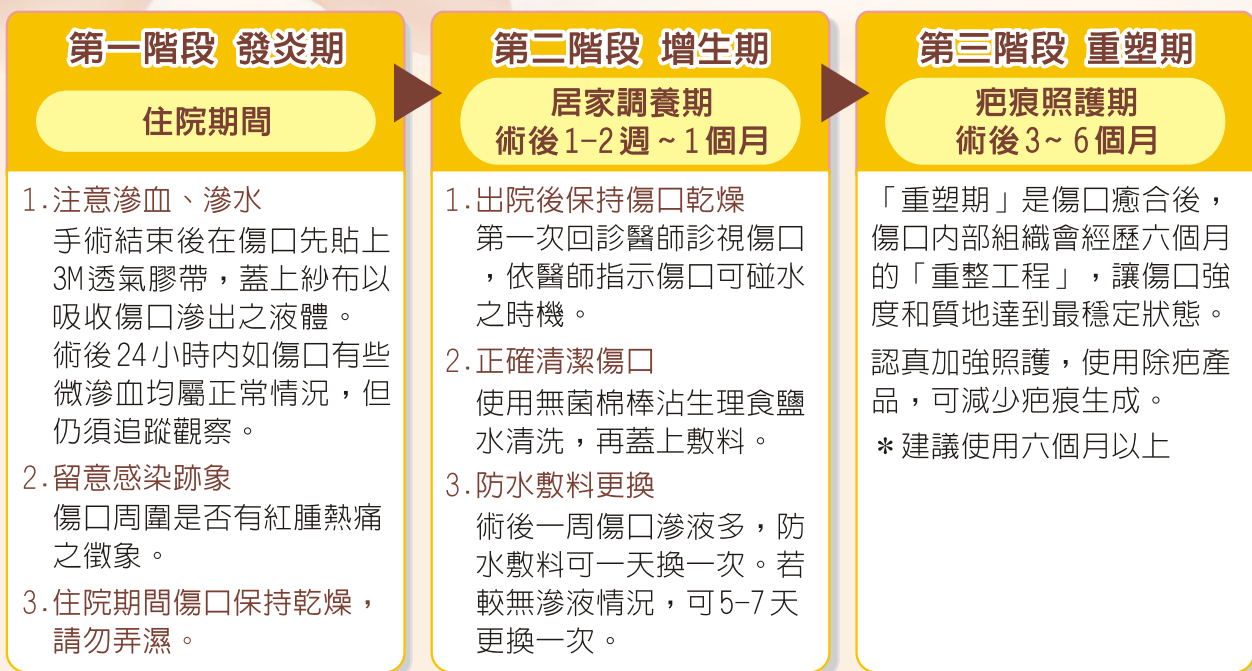 第一階段 發炎期
住院期間
1.注意滲血、滲水
手術結束後在傷口先貼上
3M透氣膠帶，蓋上紗布以
吸收傷口滲出之液體。
術後24小時內如傷口有些
微滲血均屬正常情況，但
仍須追蹤觀察。
2.留意感染跡象
傷口周圍是否有紅腫熱痛
之徵象。
3.住院期間傷口保持乾燥，
請勿弄濕。
第二階段 增生期
居家調養期
術後1-2週~1個月
1.出院後保持傷口乾燥
第一次回診醫師診視傷口
，依醫師指示傷口可碰水
之時機。
2.正確清潔傷口
使用無菌棉棒沾生理食鹽
水清洗，再蓋上敷料。
3.防水敷料更換
術後一周傷口滲液多，防
水敷料可一天換一次。若
較無滲液情況，可5-7天
更換一次。
第三階段 重塑期
疤痕照護期
術後3~6個月
「重塑期」是傷口癒合後，
傷口內部組織會經歷六個月
的「重整工程」，讓傷口強
度和質地達到最穩定狀態。
認真加強照護，使用除疤產
品，可減少疤痕生成。
＊建議使用六個月以上